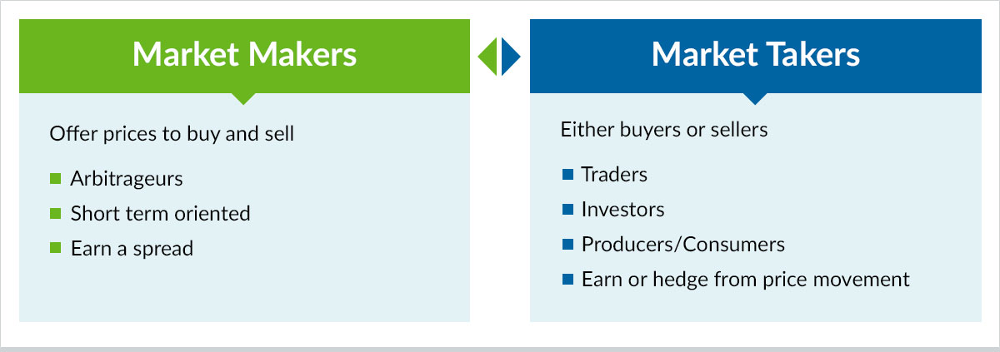 Market Makers
Offer prices to buy and sell
Arbitrageurs
Short term oriented
Earn a spread
Market Takers
Either buyers or sellers
Traders
Investors
Producers/Consumers
Earn or hedge from price movement